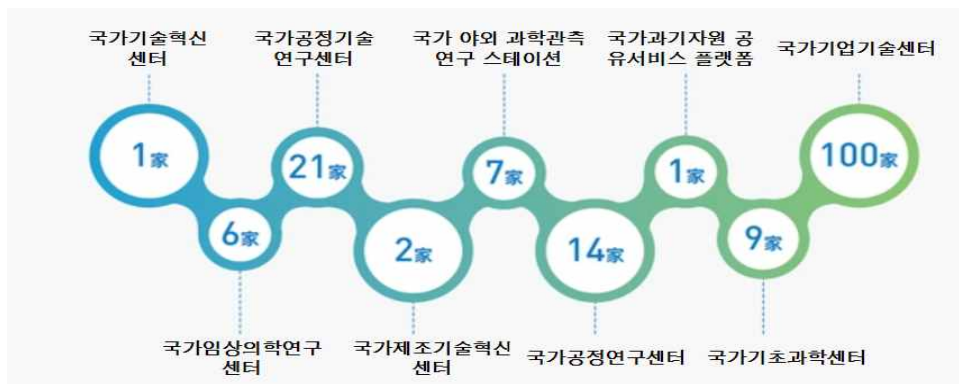 국가기술혁신
센터
국가공정기술
연구센터
국가 야외 과학관측
연구 스테이션
국가과기자원 공
유서비스 플랫폼
국가기업기술센터
1家
21家
7家
1家
100家
6家
2家
14家
9家
국가임상의학연구
센터
국가제조기술혁신
센터
국가공정연구센터
국가기초과학센터